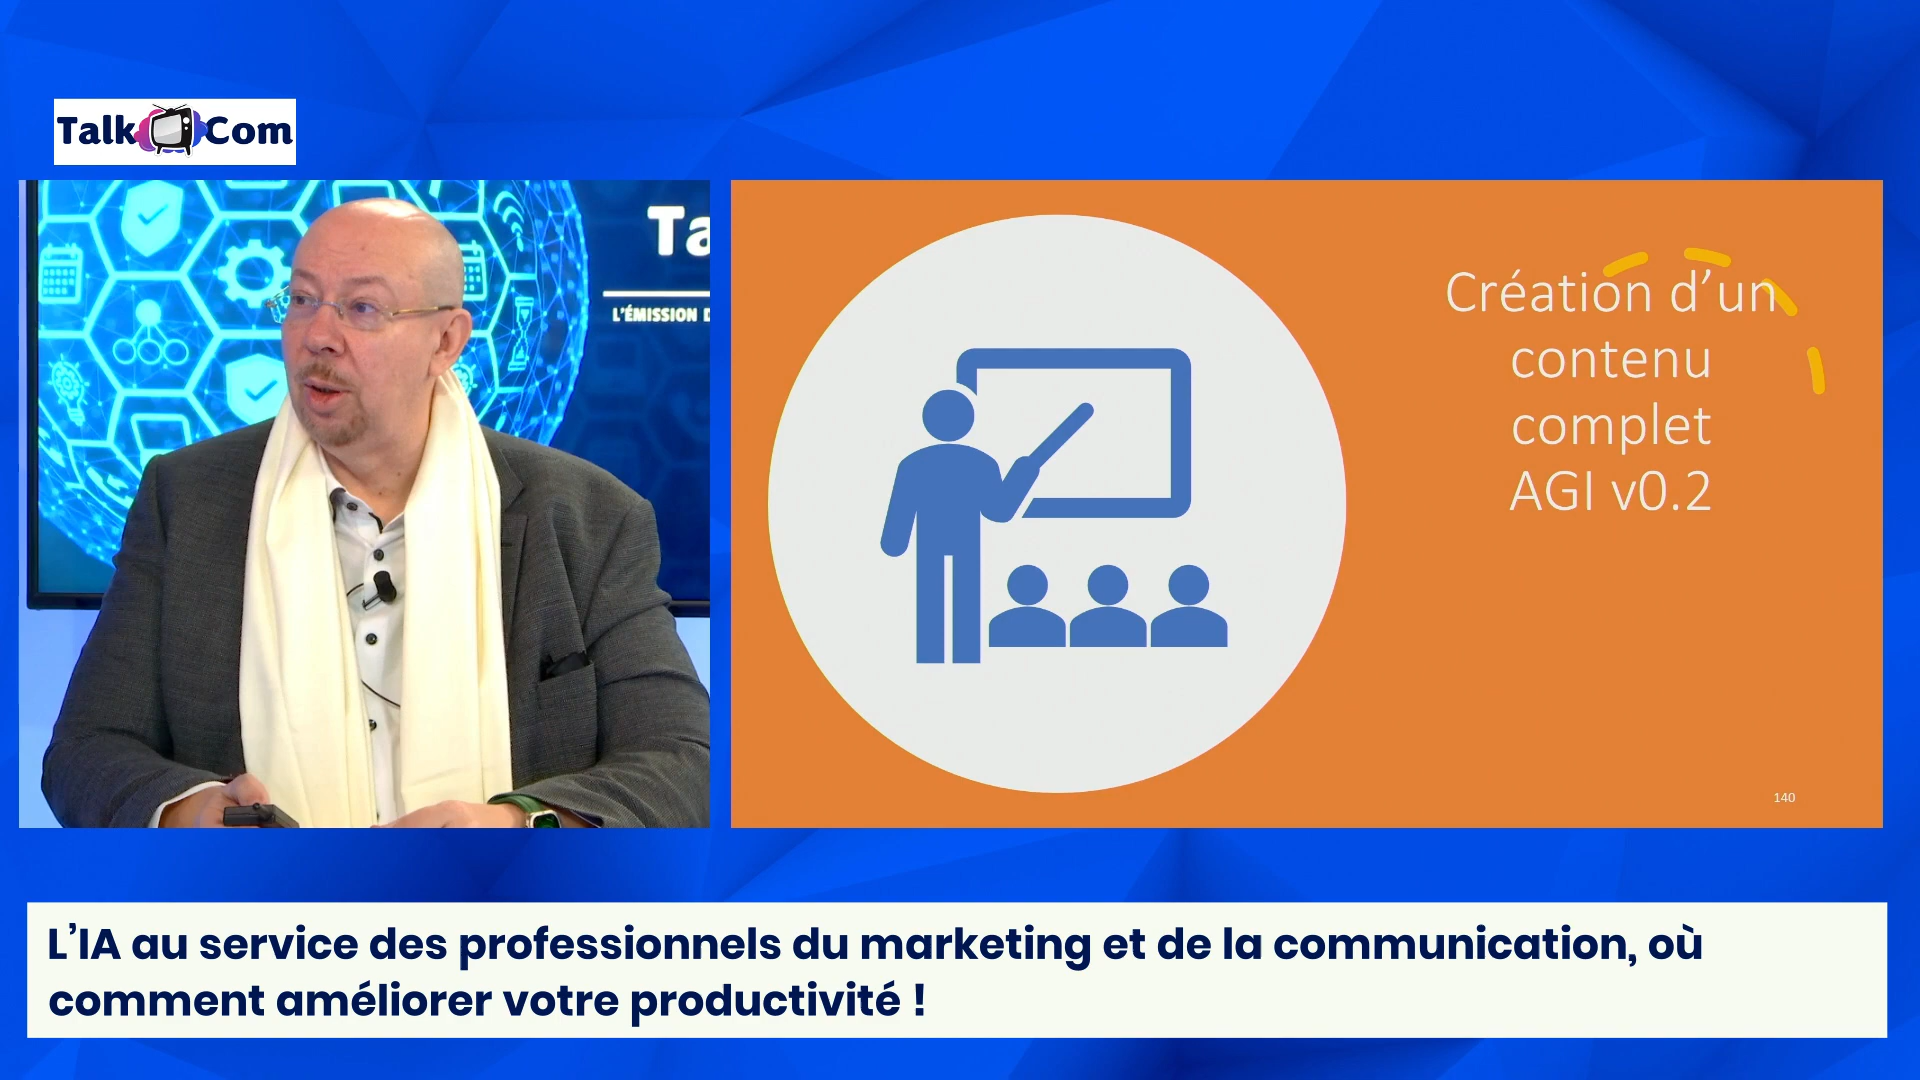 Talk Com
Ta
L'ÉMISSION D
Création d'un
contenu
complet
AGI v0.2
140
L'IA au service des professionnels du marketing et de la communication, où
comment améliorer votre productivité !